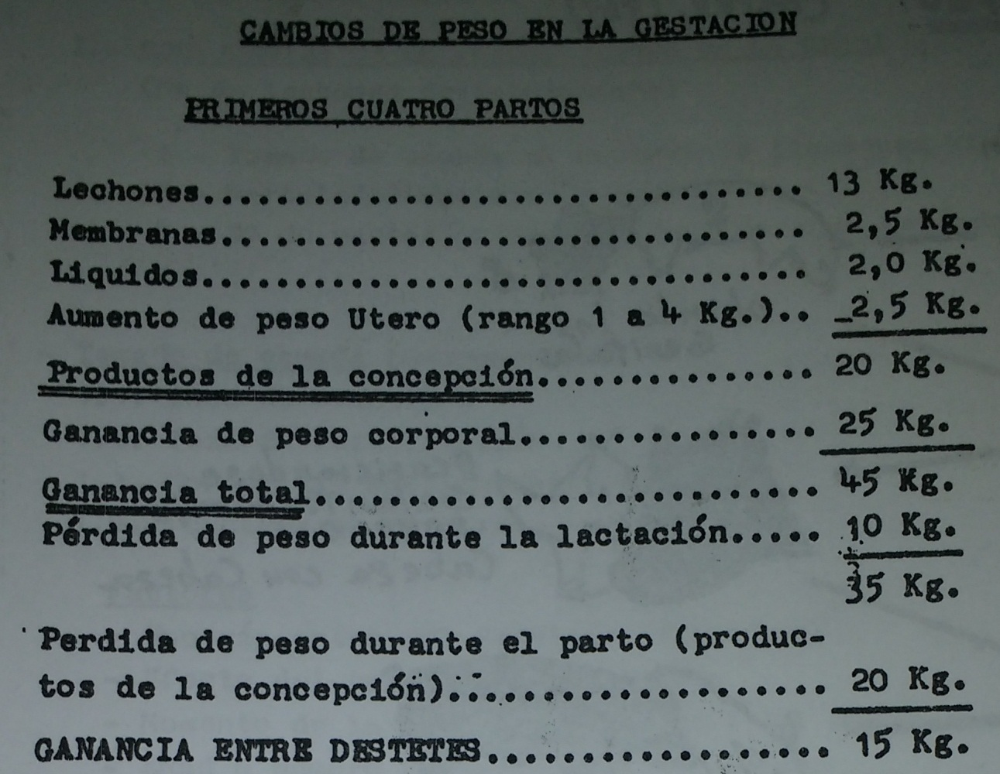 CAMBIOS DE PESO EN LA GESTACION
PRIMEROS CUATRO PARTOS
Lechones................................ 13 Kg.
Membranas............................... 2,5 Kg.
Liquidos................................ 2,0 Kg.
Aumento de peso Utero (rango 1 a 4 Kg.).. 2,5 Kg.
Productos de la concepción............... 20 Kg.
Ganancia de peso corporal................ 25 Kg.
Ganancia total........................... 45 Kg.
Pérdida de peso durante la lactación..... 10 Kg.
35 Kg.
Perdida de peso durante el parto (produc-
tos de la concepción)..................... 20 Kg.
GANANCIA ENTRE DESTETES................... 15 Kg.